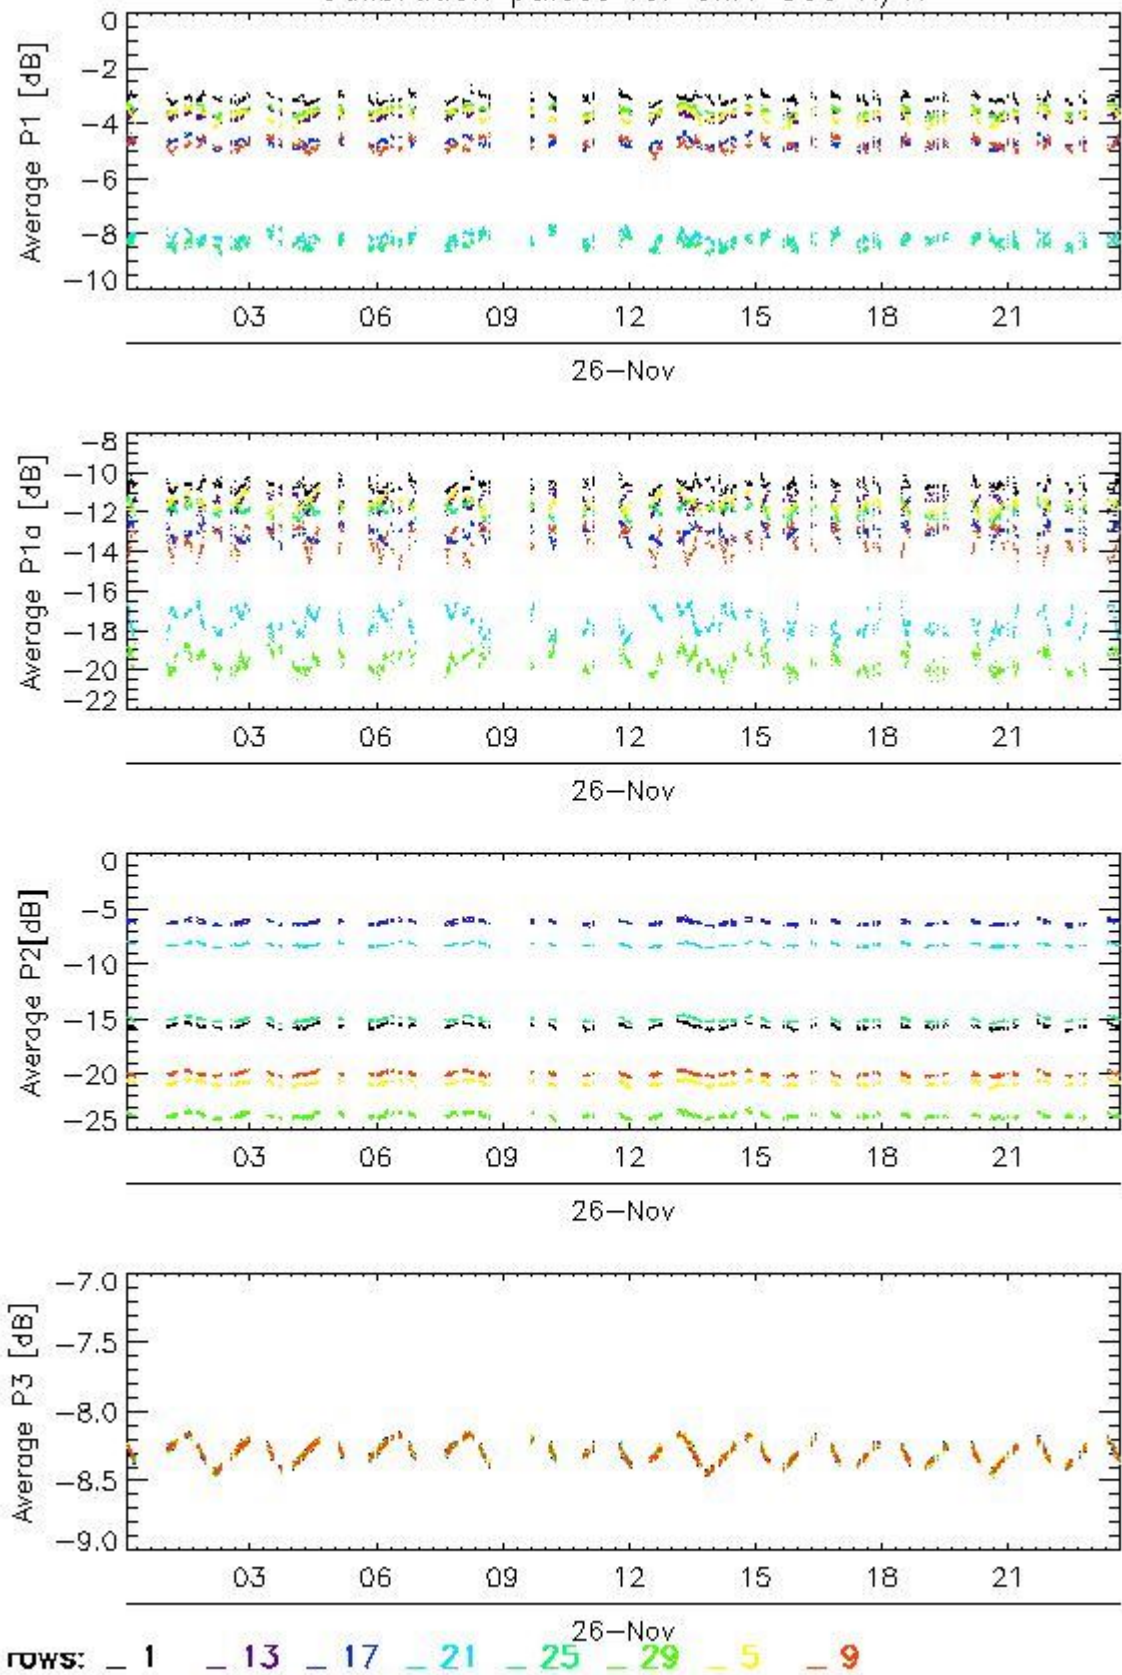 0
-2
-4
-6
-8
-10
Average P1 [dB]
03 06 09 12 15 18 21
26-Nov
-8
-10
-12
-14
-16
-18
-20
-22
Average P1a [dB]
03 06 09 12 15 18 21
26-Nov
0
-5
-10
-15
-20
-25
Average P2[dB]
03 06 09 12 15 18 21
26-Nov
-7.0
-7.5
-8.0
-8.5
-9.0
Average P3 [dB]
03 06 09 12 15 18 21
26-Nov
rows: _ 1 _ 13 _ 17 _ 21 _ 25 _ 29 _ 5 _ 9